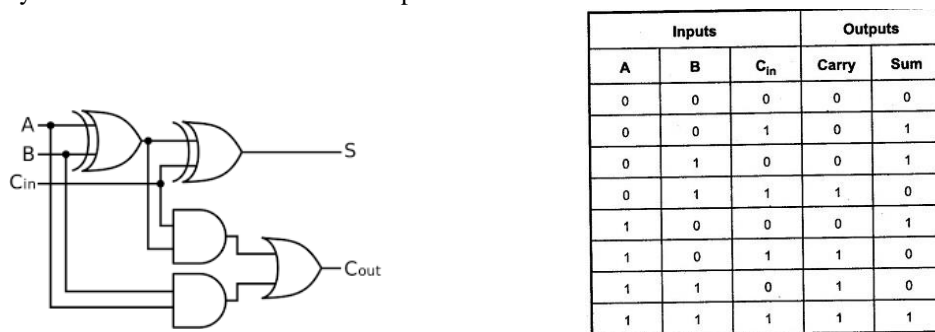 A
B
Cin
S
Cout
Inputs Outputs
A B Cin Carry Sum
0 0 0 0 0
0 0 1 0 1
0 1 0 0 1
0 1 1 1 0
1 0 0 0 1
1 0 1 1 0
1 1 0 1 0
1 1 1 1 1